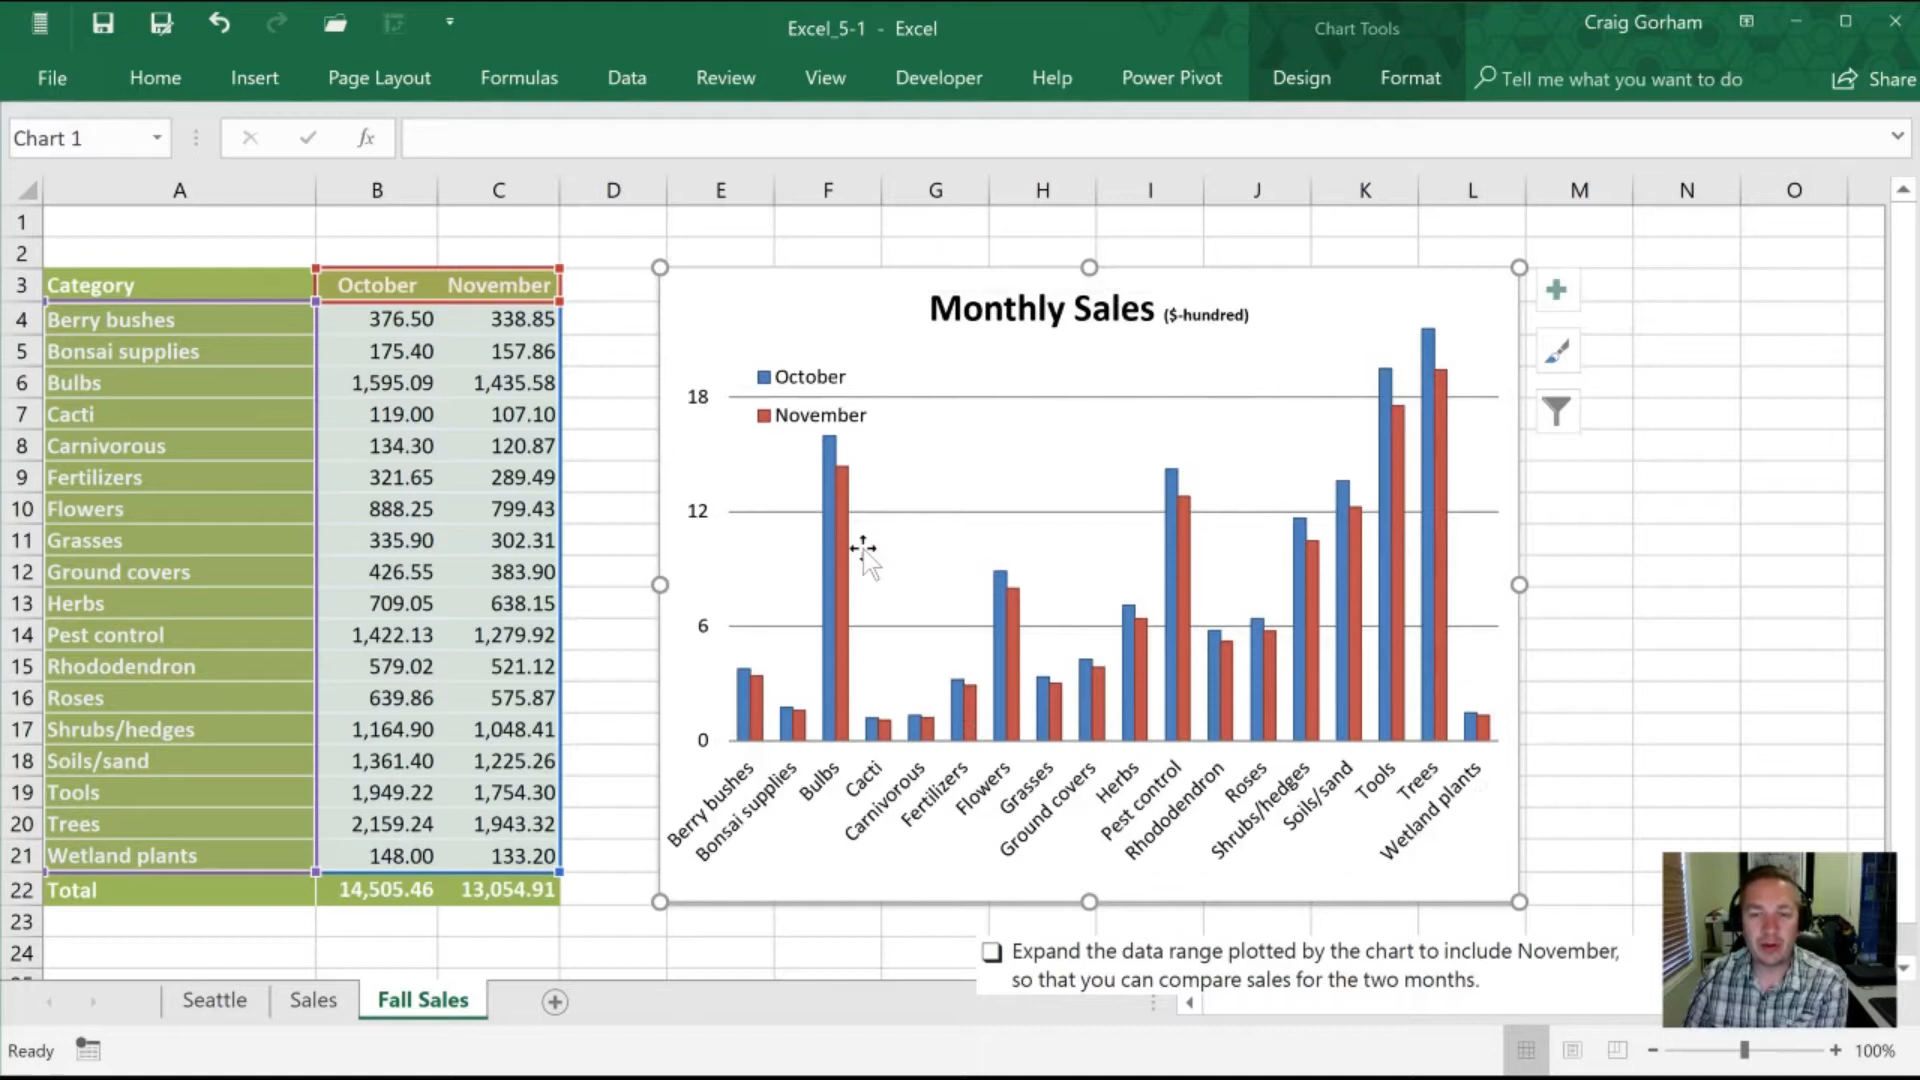 Excel_5-1 - Excel
Chart Tools
Craig Gorham
File Home Insert Page Layout Formulas Data Review View Developer Help Power Pivot Design Format Tell me what you want to do Share
Chart 1
fx
A B C D E F G H I J K L M N O
1
2
3 Category October November
4 Berry bushes 376.50 338.85
5 Bonsai supplies 175.40 157.86
6 Bulbs 1,595.09 1,435.58
7 Cacti 119.00 107.10
8 Carnivorous 134.30 120.87
9 Fertilizers 321.65 289.49
10 Flowers 888.25 799.43
11 Grasses 335.90 302.31
12 Ground covers 426.55 383.90
13 Herbs 709.05 638.15
14 Pest control 1,422.13 1,279.92
15 Rhododendron 579.02 521.12
16 Roses 639.86 575.87
17 Shrubs/hedges 1,164.90 1,048.41
18 Soils/sand 1,361.40 1,225.26
19 Tools 1,949.22 1,754.30
20 Trees 2,159.24 1,943.32
21 Wetland plants 148.00 133.20
22 Total 14,505.46 13,054.91
23
24
Monthly Sales ($-hundred)
October
November
18
12
6
0
Berry bushes
Bonsai supplies
Bulbs
Cacti
Carnivorous
Fertilizers
Flowers
Grasses
Ground covers
Herbs
Pest control
Rhododendron
Roses
Shrubs/hedges
Soils/sand
Tools
Trees
Wetland plants
Expand the data range plotted by the chart to include November,
so that you can compare sales for the two months.
Seattle Sales Fall Sales
Ready
100%